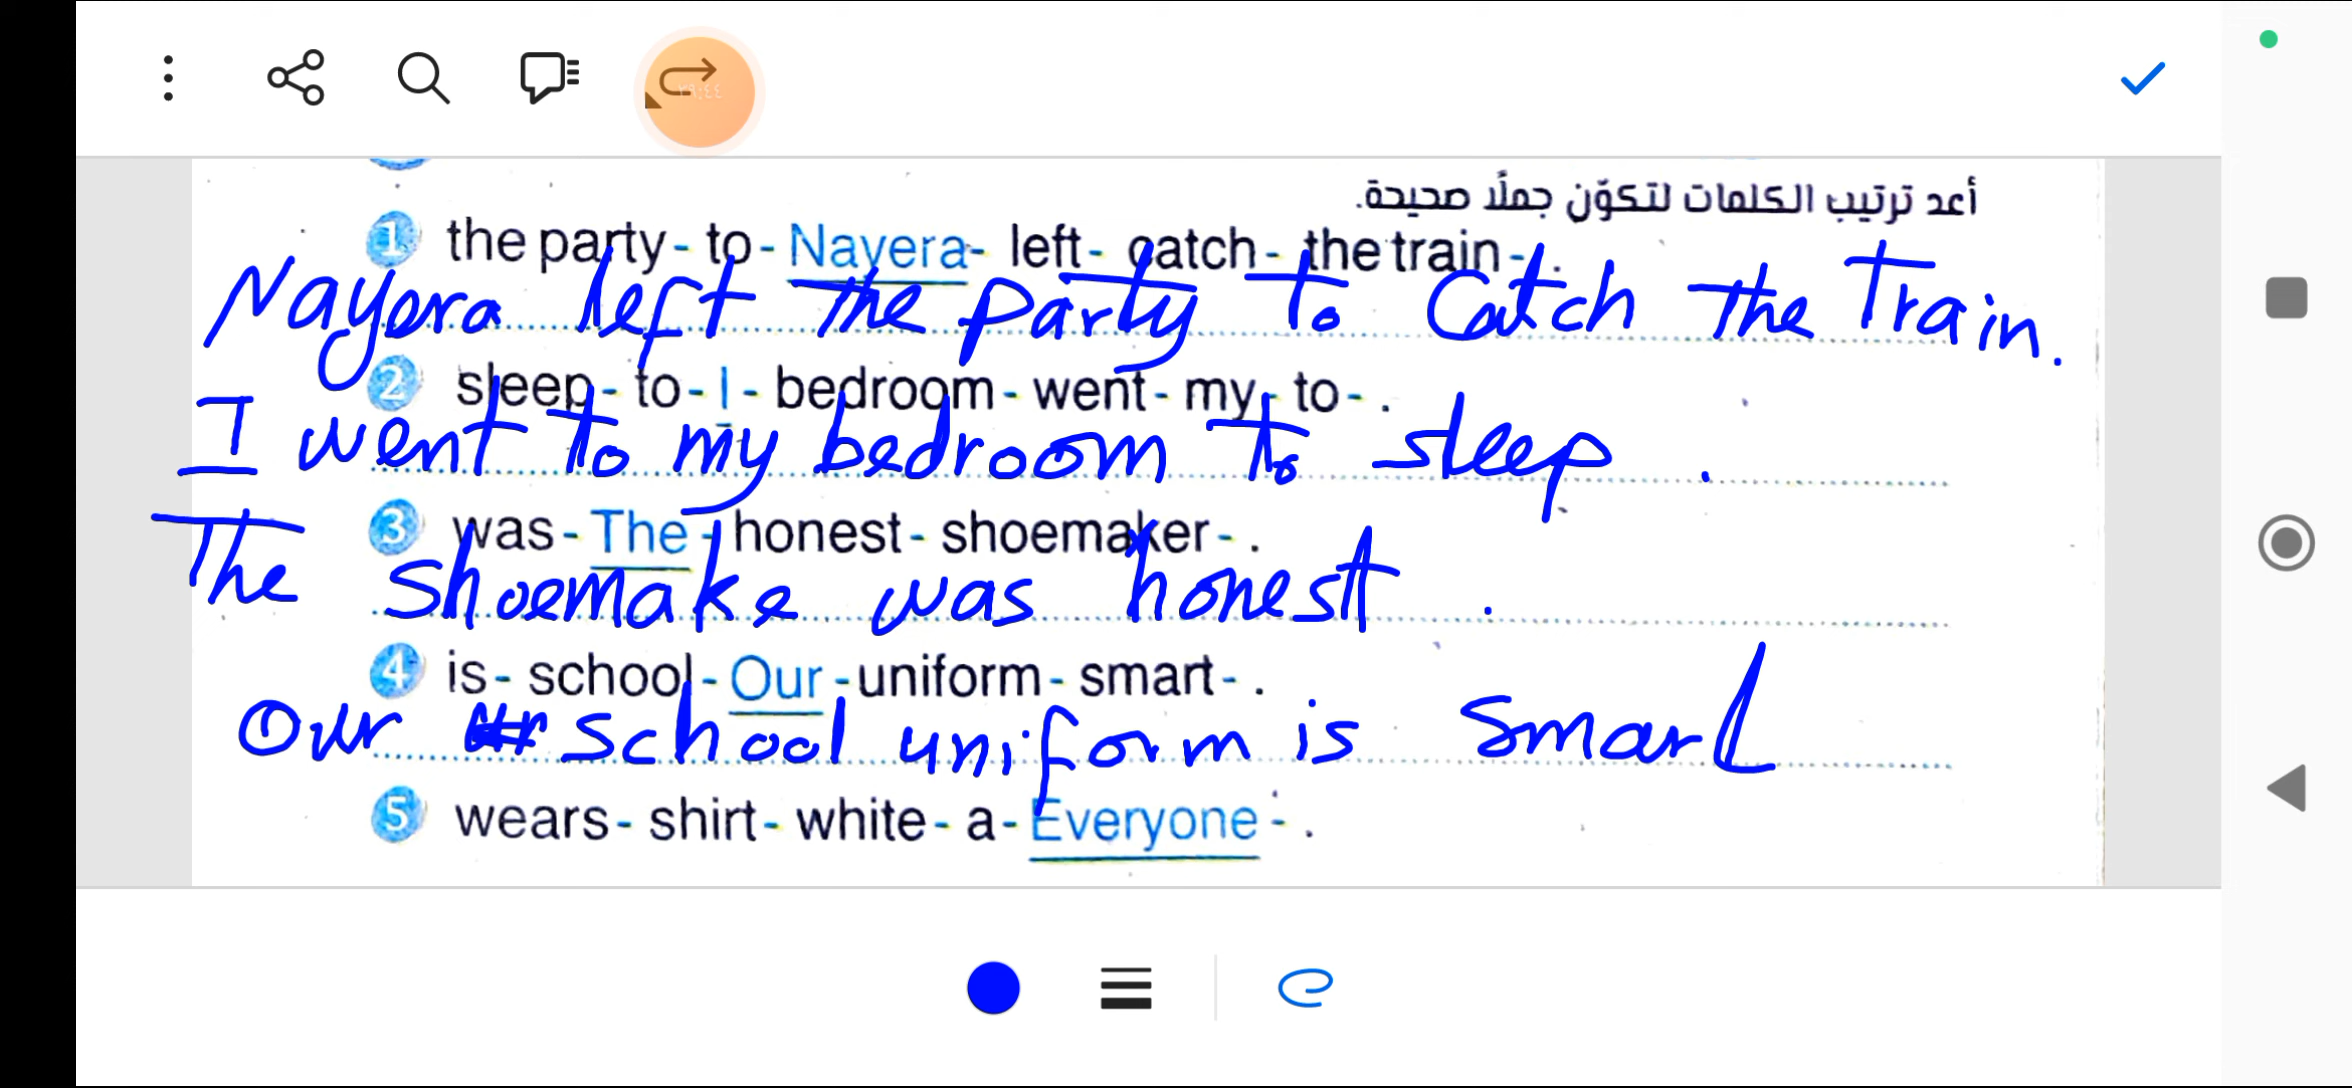 أعد ترتيب الكلمات لتكوّن جملًا صحيحة.
1 the party - to - Nayera - left - catch - the train - .
Nayera left the party to Catch the Train.
2 sleep - to - I - bedroom - went - my - to - .
I went to my bedroom to sleep .
3 was - The - honest - shoemaker - .
The shoemake was honest .
4 is - school - Our - uniform - smart - .
Our school uniform is smart
5 wears - shirt - white - a - Everyone - .